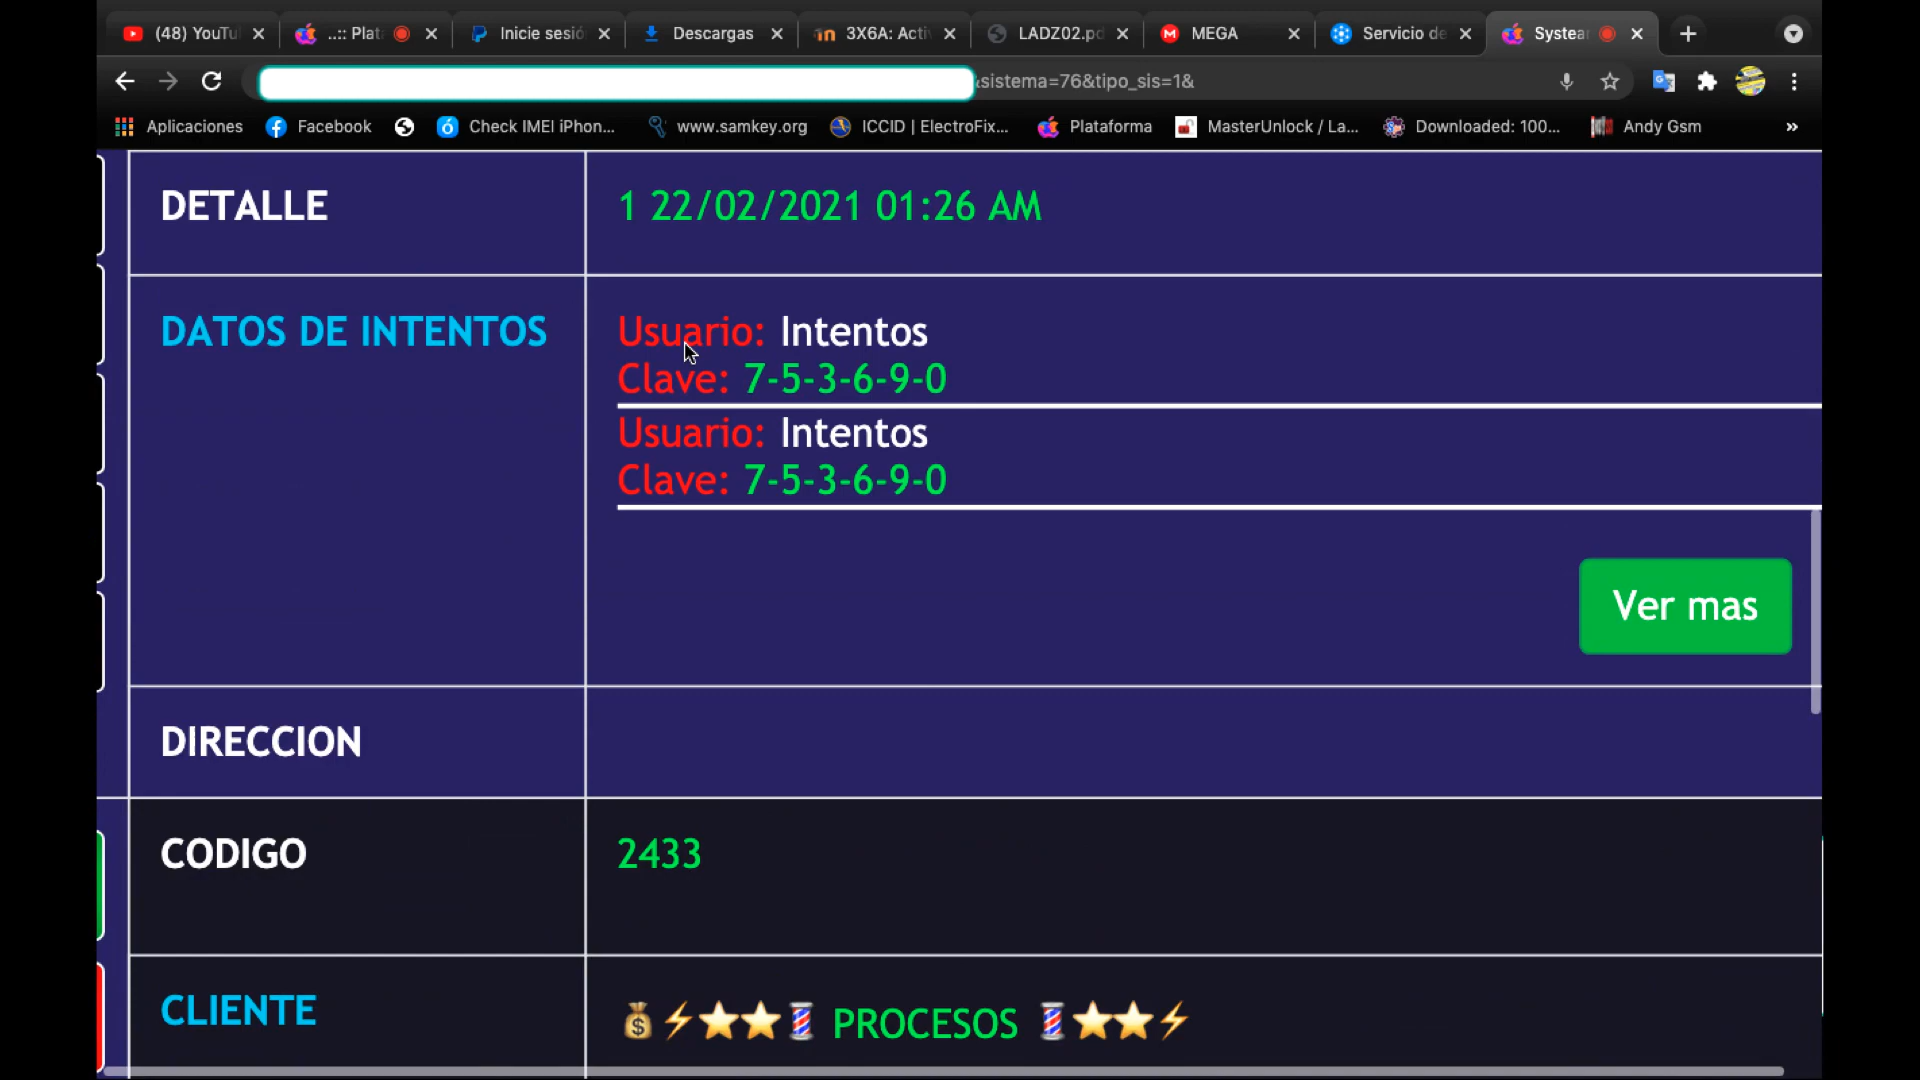 (48) YouTu
..:: Plat
Inicie sesió
Descargas
3X6A: Activ
LADZ02.pd
MEGA
Servicio de
Systear
&sistema=76&tipo_sis=1&
Aplicaciones
Facebook
Check IMEI iPhon...
www.samkey.org
ICCID | ElectroFix...
Plataforma
MasterUnlock / La...
Downloaded: 100...
Andy Gsm
»
DETALLE
1 22/02/2021 01:26 AM
DATOS DE INTENTOS
Usuario: Intentos
Clave: 7-5-3-6-9-0
Usuario: Intentos
Clave: 7-5-3-6-9-0
Ver mas
DIRECCION
CODIGO
2433
CLIENTE
💰⚡⭐⭐💈 PROCESOS 💈⭐⭐⚡